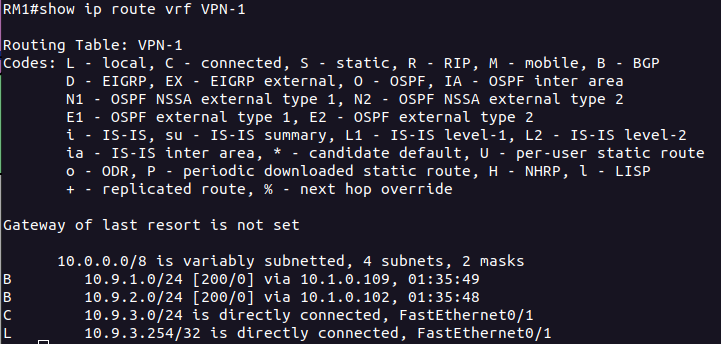 RM1#show ip route vrf VPN-1
Routing Table: VPN-1
Codes: L - local, C - connected, S - static, R - RIP, M - mobile, B - BGP
D - EIGRP, EX - EIGRP external, O - OSPF, IA - OSPF inter area
N1 - OSPF NSSA external type 1, N2 - OSPF NSSA external type 2
E1 - OSPF external type 1, E2 - OSPF external type 2
i - IS-IS, su - IS-IS summary, L1 - IS-IS level-1, L2 - IS-IS level-2
ia - IS-IS inter area, * - candidate default, U - per-user static route
o - ODR, P - periodic downloaded static route, H - NHRP, l - LISP
+ - replicated route, % - next hop override
Gateway of last resort is not set
10.0.0.0/8 is variably subnetted, 4 subnets, 2 masks
B 10.9.1.0/24 [200/0] via 10.1.0.109, 01:35:49
B 10.9.2.0/24 [200/0] via 10.1.0.102, 01:35:48
C 10.9.3.0/24 is directly connected, FastEthernet0/1
L 10.9.3.254/32 is directly connected, FastEthernet0/1